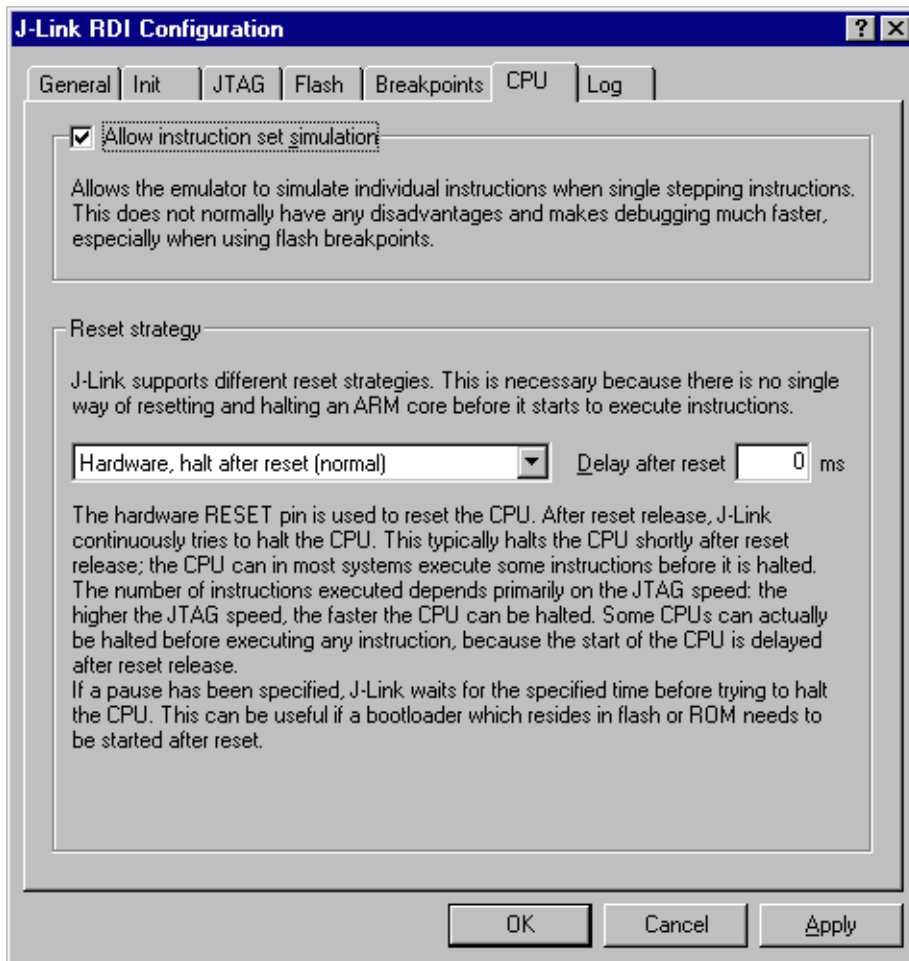 J-Link RDI Configuration
General Init JTAG Flash Breakpoints CPU Log
Allow instruction set simulation
Allows the emulator to simulate individual instructions when single stepping instructions.
This does not normally have any disadvantages and makes debugging much faster,
especially when using flash breakpoints.
Reset strategy
J-Link supports different reset strategies. This is necessary because there is no single
way of resetting and halting an ARM core before it starts to execute instructions.
Hardware, halt after reset (normal) Delay after reset 0 ms
The hardware RESET pin is used to reset the CPU. After reset release, J-Link
continuously tries to halt the CPU. This typically halts the CPU shortly after reset
release; the CPU can in most systems execute some instructions before it is halted.
The number of instructions executed depends primarily on the JTAG speed: the
higher the JTAG speed, the faster the CPU can be halted. Some CPUs can actually
be halted before executing any instruction, because the start of the CPU is delayed
after reset release.
If a pause has been specified, J-Link waits for the specified time before trying to halt
the CPU. This can be useful if a bootloader which resides in flash or ROM needs to
be started after reset.
OK Cancel Apply